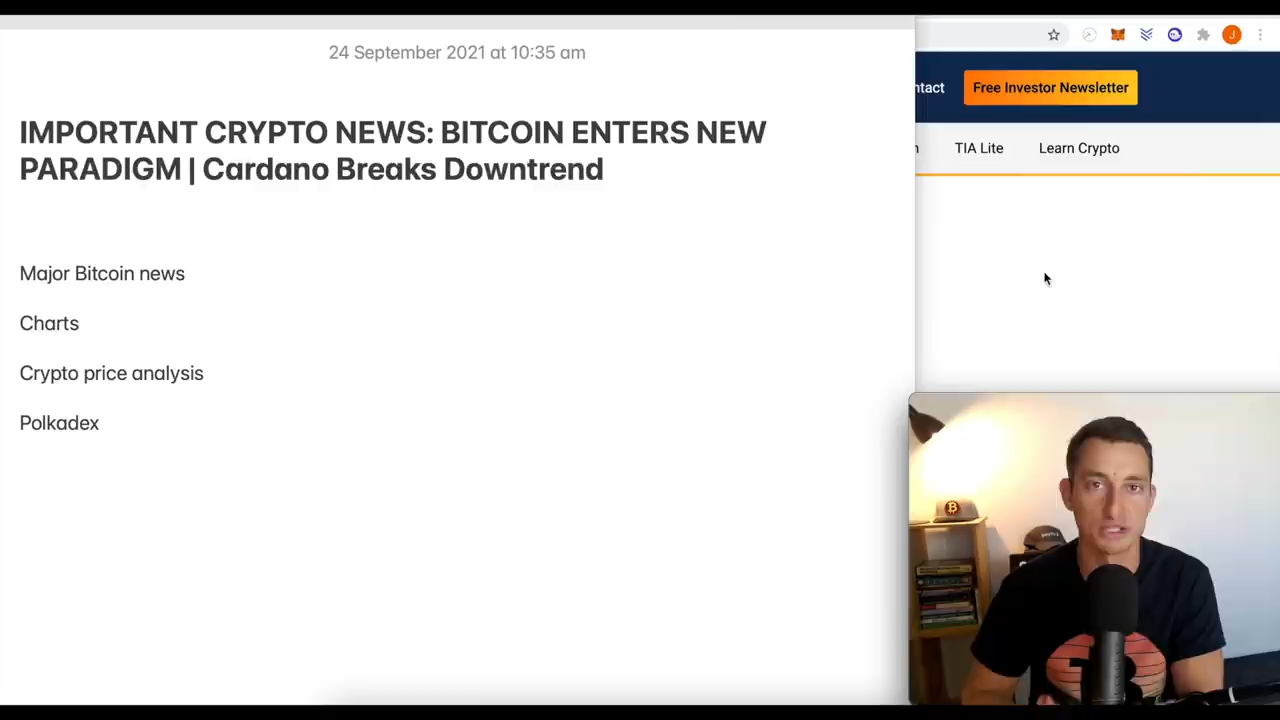 24 September 2021 at 10:35 am
J
ntact
Free Investor Newsletter
IMPORTANT CRYPTO NEWS: BITCOIN ENTERS NEW
PARADIGM | Cardano Breaks Downtrend
n
TIA Lite
Learn Crypto
Major Bitcoin news
Charts
Crypto price analysis
Polkadex